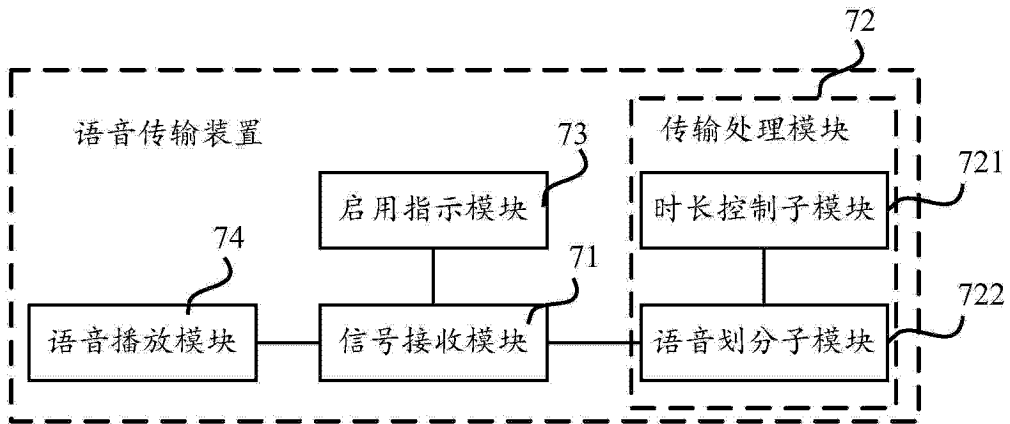 72
语音传输装置
传输处理模块
73
721
启用指示模块
时长控制子模块
74
71
722
语音播放模块
信号接收模块
语音划分子模块